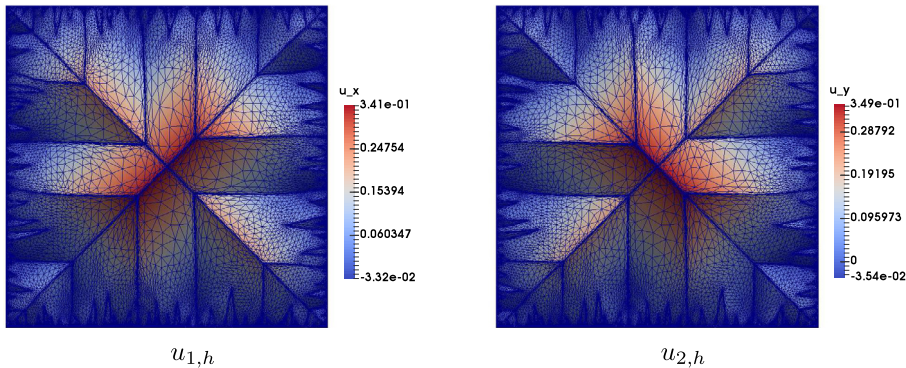 u_x
3.41e-01
0.24754
0.15394
0.060347
-3.32e-02
u_y
3.49e-01
0.28792
0.19195
0.095973
0
-3.54e-02
u1,h
u2,h